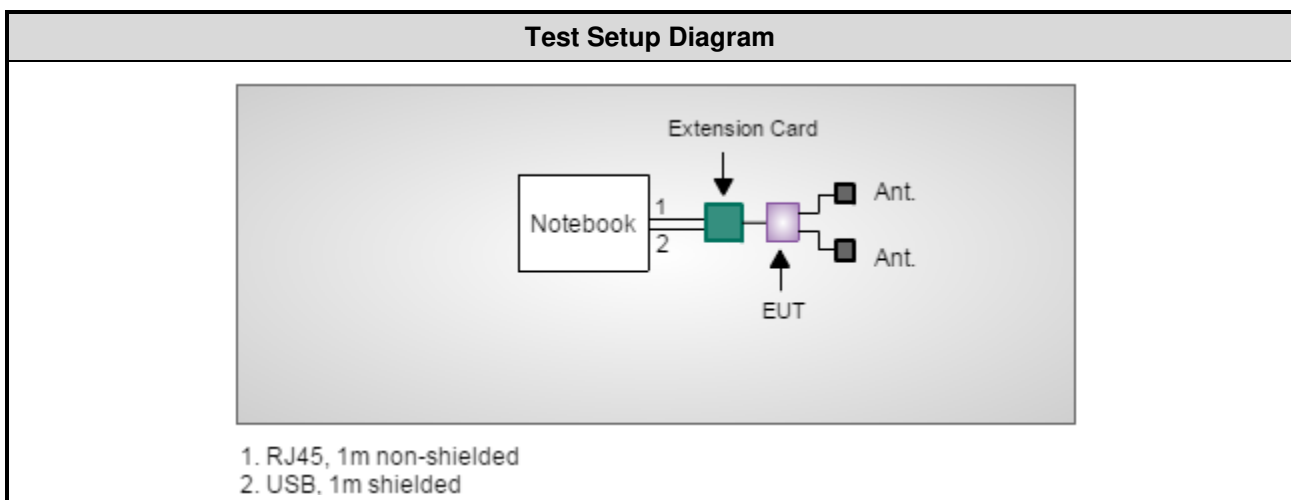 Test Setup Diagram
Extension Card
Notebook
1
2
Ant.
Ant.
EUT
1. RJ45, 1m non-shielded
2. USB, 1m shielded